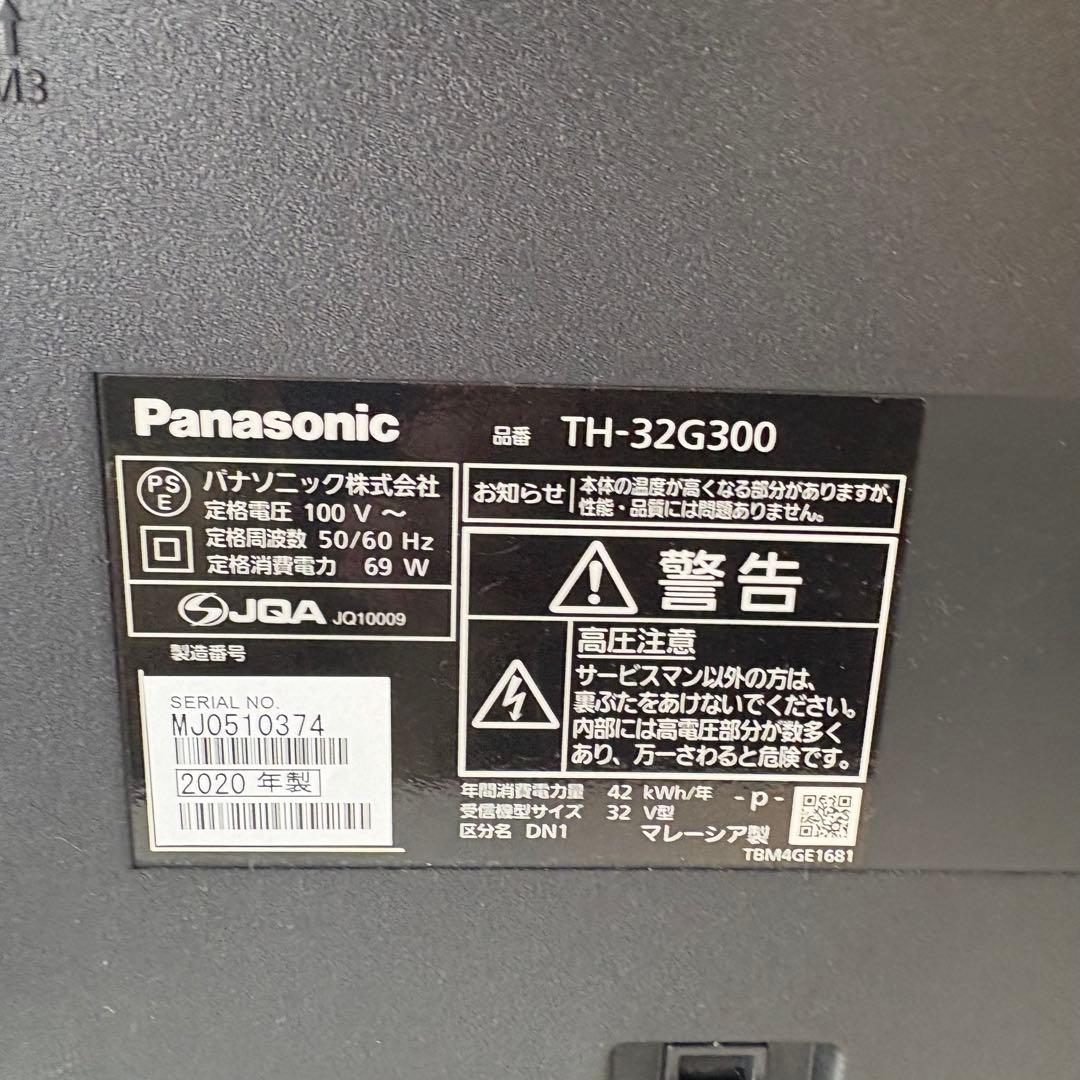 M3
Panasonic
品番 TH-32G300
PS
E
パナソニック株式会社
定格電圧 100 V ～
定格周波数 50/60 Hz
定格消費電力 69 W
JQA JQ10009
製造番号
SERIAL NO.
MJ0510374
2020 年製
お知らせ
本体の温度が高くなる部分がありますが、
性能・品質には問題ありません。
警告
高圧注意
サービスマン以外の方は、
裏ぶたをあけないでください。
内部には高電圧部分が数多く
あり、万一さわると危険です。
年間消費電力量 42 kWh/年 -p-
受信機型サイズ 32 V型
区分名 DN1 マレーシア製
TBM4GE1681